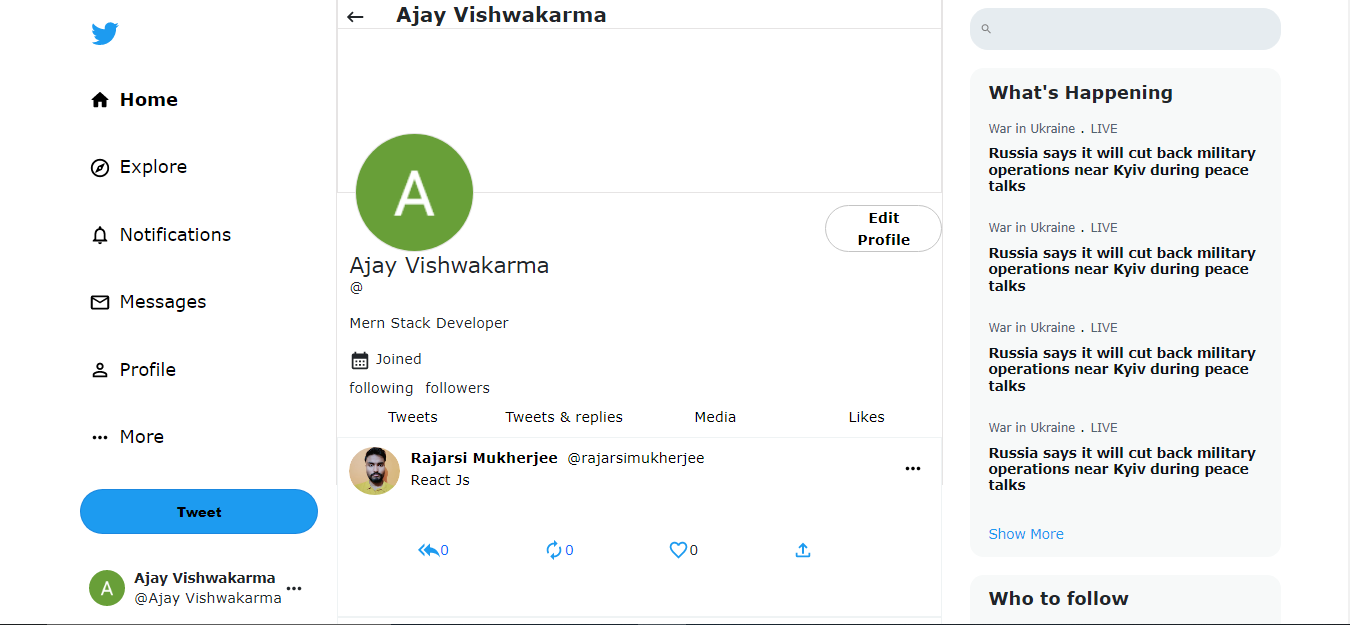 Home
Explore
Notifications
Messages
Profile
More
Tweet
A
Ajay Vishwakarma
@Ajay Vishwakarma
Ajay Vishwakarma
A
Edit
Profile
Ajay Vishwakarma
@
Mern Stack Developer
Joined
following followers
Tweets Tweets & replies Media Likes
Rajarsi Mukherjee @rajarsimukherjee
React Js
0 0 0
What's Happening
War in Ukraine . LIVE
Russia says it will cut back military
operations near Kyiv during peace
talks
War in Ukraine . LIVE
Russia says it will cut back military
operations near Kyiv during peace
talks
War in Ukraine . LIVE
Russia says it will cut back military
operations near Kyiv during peace
talks
War in Ukraine . LIVE
Russia says it will cut back military
operations near Kyiv during peace
talks
Show More
Who to follow